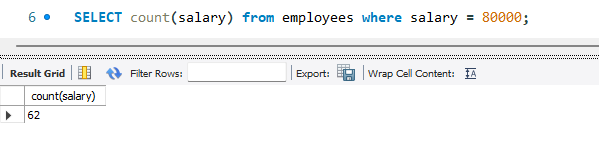 6 SELECT count(salary) from employees where salary = 80000;
Result Grid Filter Rows: Export: Wrap Cell Content: IA
count(salary)
62